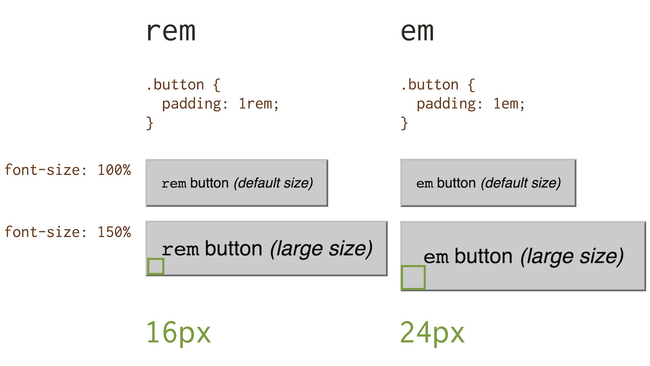 rem
.button {
padding: 1rem;
}
em
.button {
padding: 1em;
}
font-size: 100%
rem button (default size)
em button (default size)
font-size: 150%
rem button (large size)
em button (large size)
16px
24px